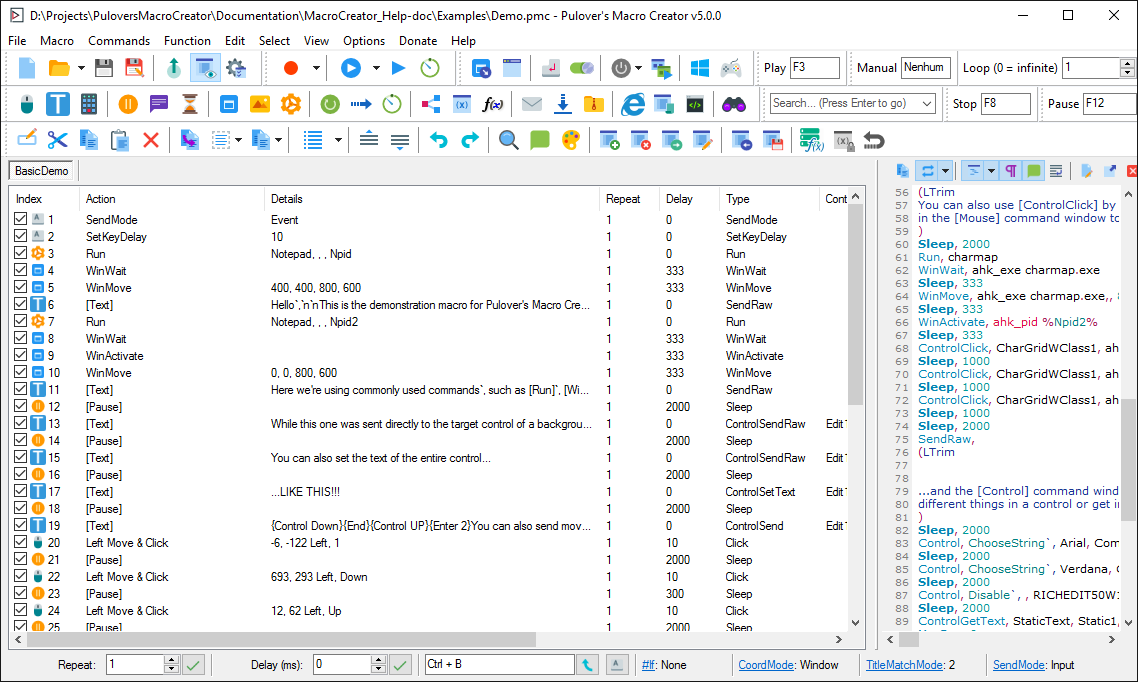 D:\Projects\PuloversMacroCreator\Documentation\MacroCreator_Help-doc\Examples\Demo.pmc - Pulover's Macro Creator v5.0.0
File Macro Commands Function Edit Select View Options Donate Help
Play F3 Manual Nenhum Loop (0 = infinite) 1
Search... (Press Enter to go) Stop F8 Pause F12
BasicDemo
Index Action Details Repeat Delay Type Cont
1 SendMode Event 1 0 SendMode
2 SetKeyDelay 10 1 0 SetKeyDelay
3 Run Notepad, , , Npid 1 0 Run
4 WinWait 1 333 WinWait
5 WinMove 400, 400, 800, 600 1 333 WinMove
6 [Text] Hello`,`n`nThis is the demonstration macro for Pulover's Macro Cre... 1 0 SendRaw
7 Run Notepad, , , Npid2 1 0 Run
8 WinWait 1 333 WinWait
9 WinActivate 1 333 WinActivate
10 WinMove 0, 0, 800, 600 1 333 WinMove
11 [Text] Here we're using commonly used commands`, such as [Run]`, [Wi... 1 0 SendRaw
12 [Pause] 1 2000 Sleep
13 [Text] While this one was sent directly to the target control of a backgrou... 1 0 ControlSendRaw Edit
14 [Pause] 1 2000 Sleep
15 [Text] You can also set the text of the entire control... 1 0 ControlSendRaw Edit
16 [Pause] 1 2000 Sleep
17 [Text] ...LIKE THIS!!! 1 0 ControlSetText Edit
18 [Pause] 1 2000 Sleep
19 [Text] {Control Down}{End}{Control UP}{Enter 2}You can also send mov... 1 0 ControlSend Edit
20 Left Move & Click -6, -122 Left, 1 1 10 Click
21 [Pause] 1 2000 Sleep
22 Left Move & Click 693, 293 Left, Down 1 10 Click
23 [Pause] 1 300 Sleep
24 Left Move & Click 12, 62 Left, Up 1 10 Click
25 [Pause] 1 2000 Sleep
56 (LTrim
57 You can also use [ControlClick] by
58 in the [Mouse] command window to
59 )
60 Sleep, 2000
61 Run, charmap
62 WinWait, ahk_exe charmap.exe
63 Sleep, 333
64 WinMove, ahk_exe charmap.exe,,
65 Sleep, 333
66 WinActivate, ahk_pid %Npid2%
67 Sleep, 333
68 ControlClick, CharGridWClass1, ah
69 Sleep, 1000
70 ControlClick, CharGridWClass1, ah
71 Sleep, 1000
72 ControlClick, CharGridWClass1, ah
73 Sleep, 1000
74 Sleep, 2000
75 SendRaw,
76 (LTrim
77
78
79 ...and the [Control] command wind
80 different things in a control or get i
81 )
82 Sleep, 2000
83 Control, ChooseString`, Arial, Com
84 Sleep, 2000
85 Control, ChooseString`, Verdana,
86 Sleep, 2000
87 Control, Disable`, , RICHEDIT50W
88 Sleep, 2000
89 ControlGetText, StaticText, Static1,
Repeat: 1 Delay (ms): 0 Ctrl + B #If: None CoordMode: Window TitleMatchMode: 2 SendMode: Input